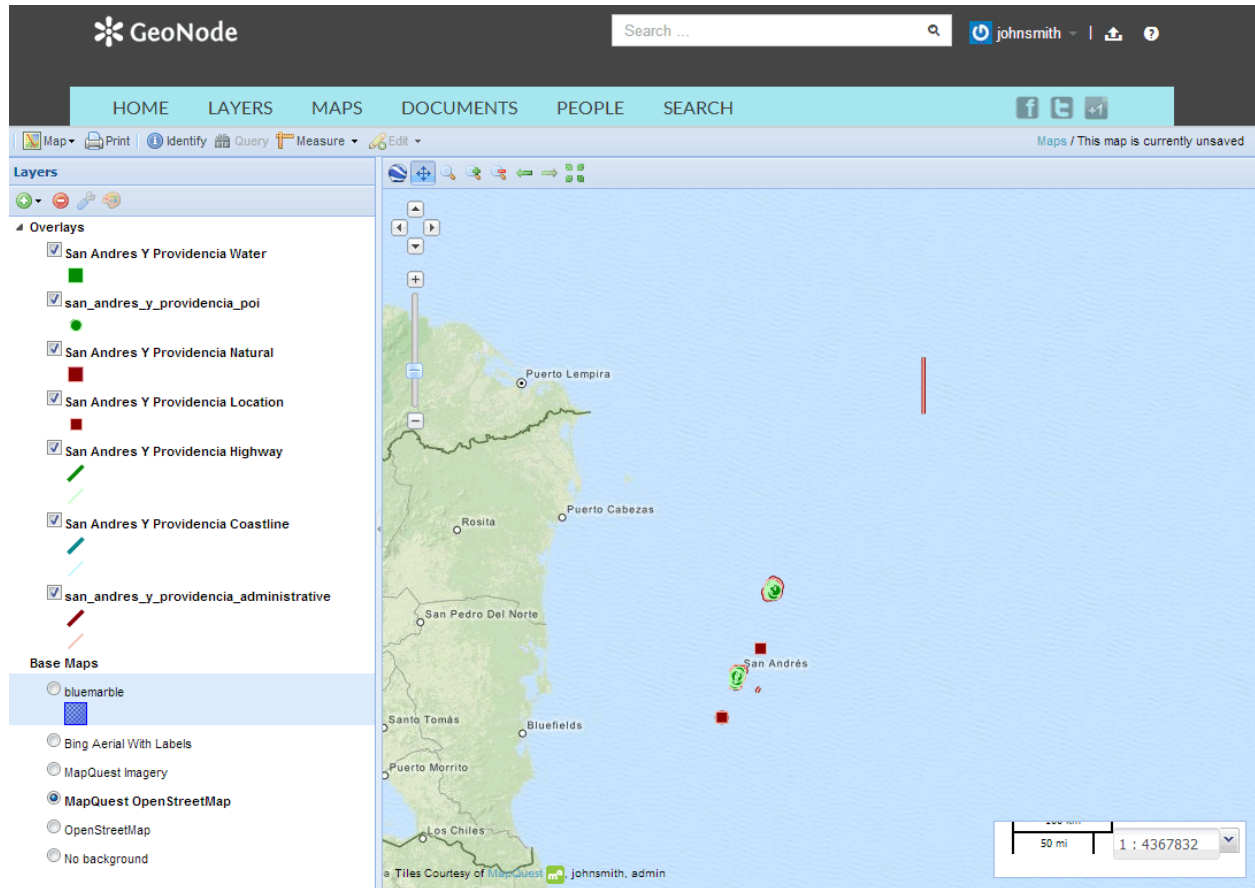 GeoNode
Search ...
johnsmith
HOME LAYERS MAPS DOCUMENTS PEOPLE SEARCH
f t +1
Map Print Identify Query Measure Edit
Maps / This map is currently unsaved
Layers
Overlays
San Andres Y Providencia Water
san_andres_y_providencia_poi
San Andres Y Providencia Natural
San Andres Y Providencia Location
San Andres Y Providencia Highway
San Andres Y Providencia Coastline
san_andres_y_providencia_administrative
Base Maps
bluemarble
Bing Aerial With Labels
MapQuest Imagery
MapQuest OpenStreetMap
OpenStreetMap
No background
Puerto Lempira
Puerto Cabezas
Rosita
San Pedro Del Norte
San Andrés
Santo Tomás
Bluefields
Puerto Morrito
Los Chiles
50 mi
1 : 4367832
Tiles Courtesy of MapQuest , johnsmith, admin